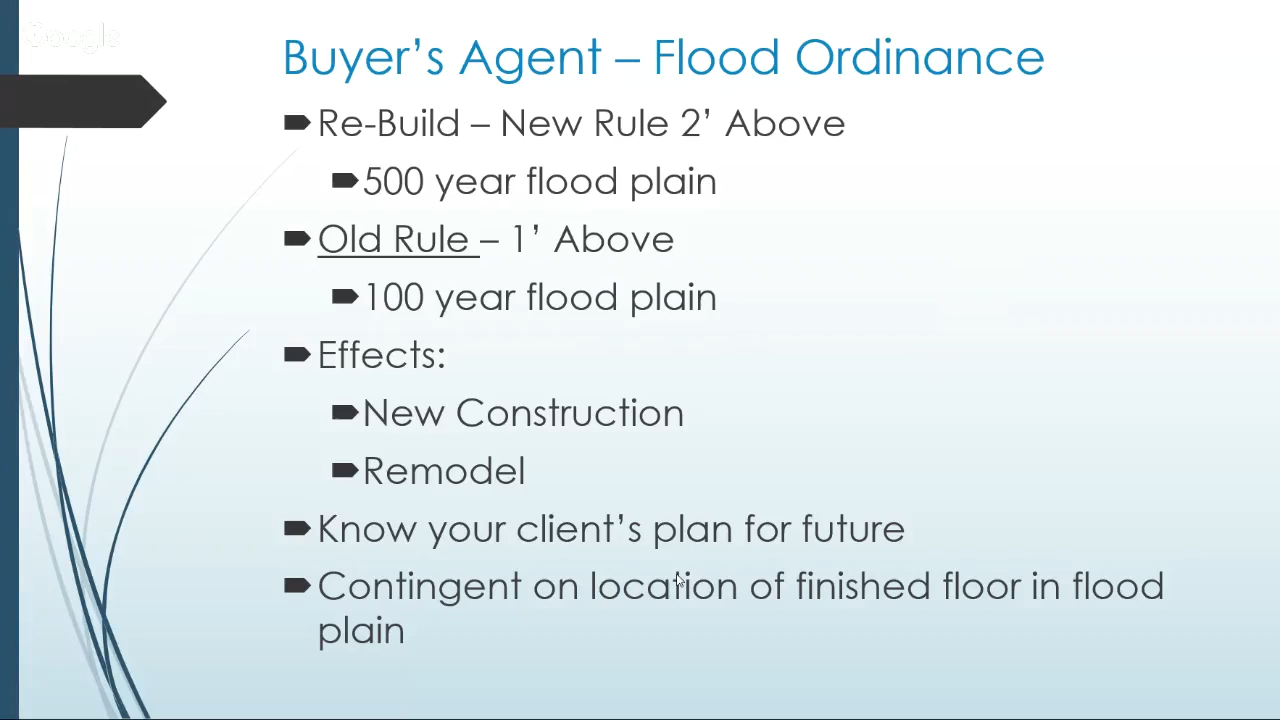 Google
Buyer’s Agent – Flood Ordinance
Re-Build – New Rule 2’ Above
500 year flood plain
Old Rule – 1’ Above
100 year flood plain
Effects:
New Construction
Remodel
Know your client’s plan for future
Contingent on location of finished floor in flood
plain